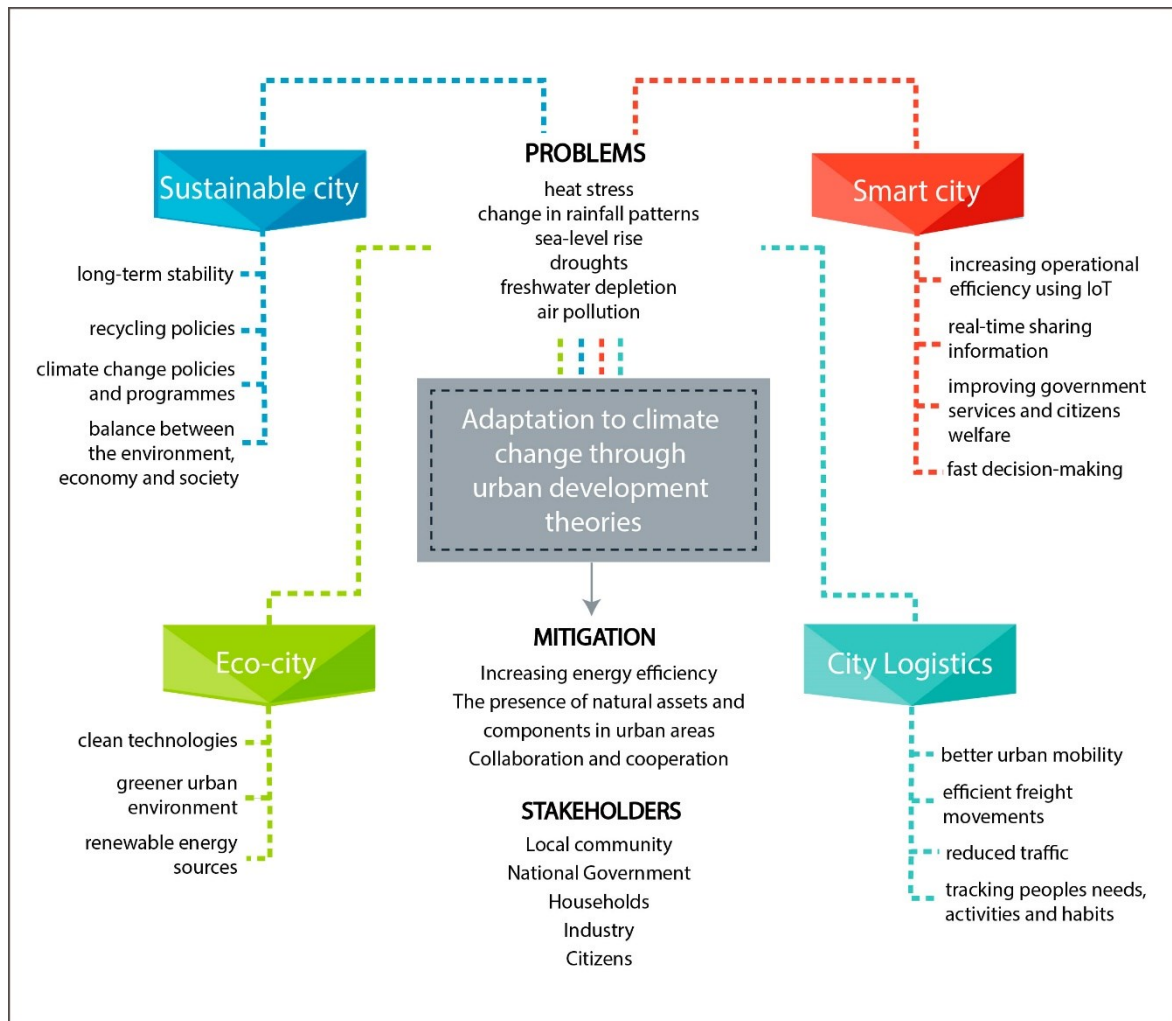 Sustainable city
long-term stability
recycling policies
climate change policies
and programmes
balance between
the environment,
economy and society
PROBLEMS
heat stress
change in rainfall patterns
sea-level rise
droughts
freshwater depletion
air pollution
Smart city
increasing operational
efficiency using IoT
real-time sharing
information
improving government
services and citizens
welfare
fast decision-making
Adaptation to climate
change through
urban development
theories
Eco-city
clean technologies
greener urban
environment
renewable energy
sources
MITIGATION
Increasing energy efficiency
The presence of natural assets and
components in urban areas
Collaboration and cooperation
STAKEHOLDERS
Local community
National Government
Households
Industry
Citizens
City Logistics
better urban mobility
efficient freight
movements
reduced traffic
tracking peoples needs,
activities and habits